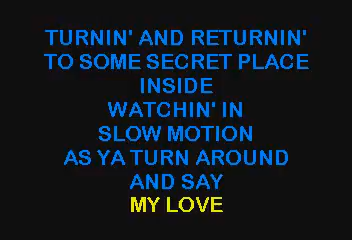 TURNIN' AND RETURNIN'
TO SOME SECRET PLACE
INSIDE
WATCHIN' IN
SLOW MOTION
AS YA TURN AROUND
AND SAY
MY LOVE